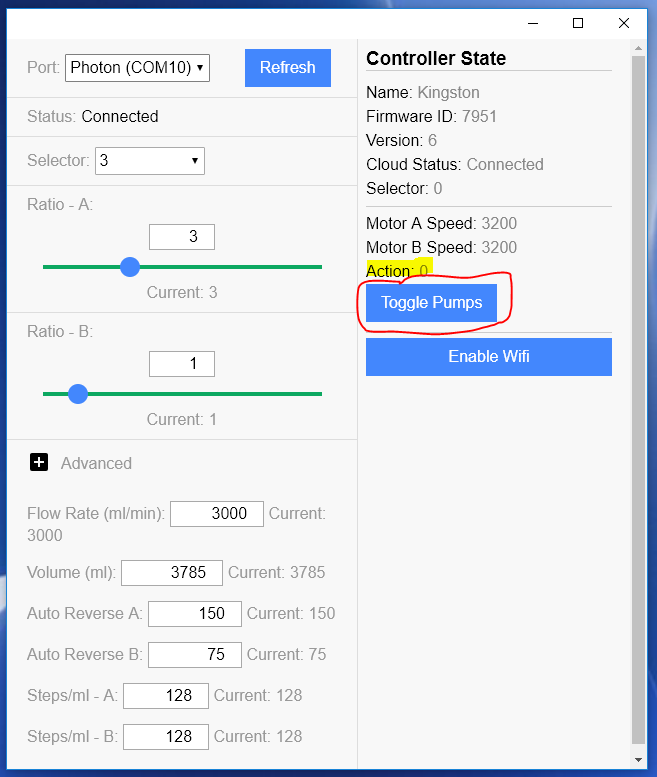 Port: Photon (COM10) Refresh
Status: Connected
Selector: 3
Ratio - A:
3
Current: 3
Ratio - B:
1
Current: 1
Advanced
Flow Rate (ml/min): 3000 Current:
3000
Volume (ml): 3785 Current: 3785
Auto Reverse A: 150 Current: 150
Auto Reverse B: 75 Current: 75
Steps/ml - A: 128 Current: 128
Steps/ml - B: 128 Current: 128
Controller State
Name: Kingston
Firmware ID: 7951
Version: 6
Cloud Status: Connected
Selector: 0
Motor A Speed: 3200
Motor B Speed: 3200
Action: 0
Toggle Pumps
Enable Wifi